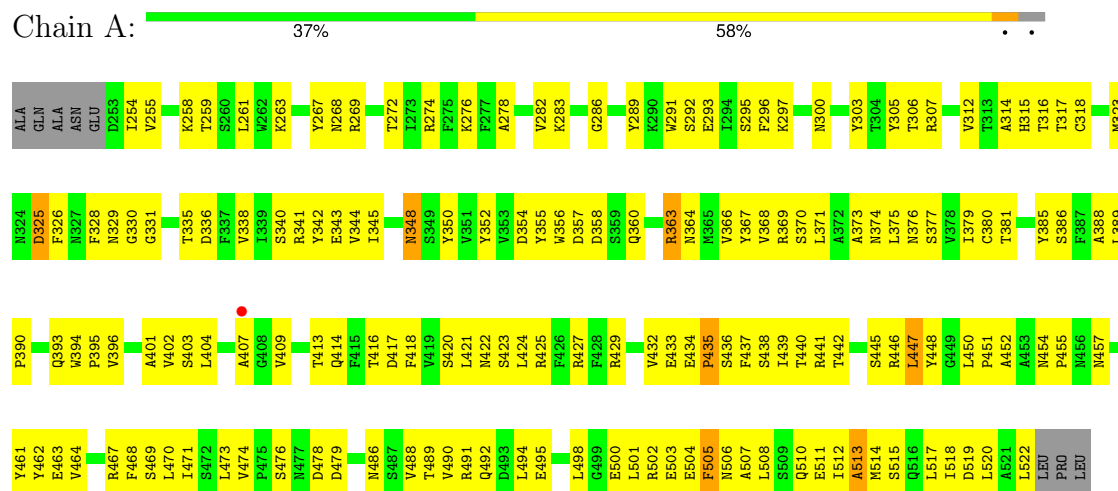 Chain A:
37% 58% • •
ALA GLN ALA ASN GLU D253 I254 V255 K258 T259 S260 L261 W262 K263 Y267 N268 R269 T272 I273 R274 F275 K276 F277 A278 V282 K283 G286 Y289 K290 W291 S292 E293 I294 S295 F296 K297 N300 Y303 T304 Y305 T306 R307 V312 T313 A314 H315 T316 T317 C318
N324 D325 F326 N327 F328 N329 G330 G331 T335 D336 F337 V338 I339 S340 R341 Y342 E343 V344 I345 N348 S349 Y350 V351 Y352 V353 D354 Y355 W356 D357 D358 S359 Q360 R363 N364 M365 V366 Y367 V368 R369 S370 L371 A372 A373 N374 L375 N376 S377 V378 I379 C380 T381 Y385 S386 F387 A388 L389
P390 Q393 W394 P395 V396 A401 V402 S403 L404 A407 G408 V409 T413 Q414 F415 T416 D417 F418 V419 S420 L421 N422 S423 L424 R425 F426 R427 F428 R429 V432 E433 E434 P435 S436 F437 S438 I439 T440 R441 T442 S445 R446 L447 Y448 G449 L450 P451 A452 A453 N454 P455 N456 N457
Y461 Y462 E463 V464 R467 F468 S469 L470 I471 S472 L473 V474 P475 S476 N477 D478 D479 N486 S487 V488 T489 V490 R491 Q492 D493 L494 E495 L498 G499 E500 L501 R502 E503 E504 F505 N506 A507 L508 S509 Q510 E511 I512 A513 M514 S515 Q516 L517 I518 D519 L520 A521 L522 LEU PRO LEU